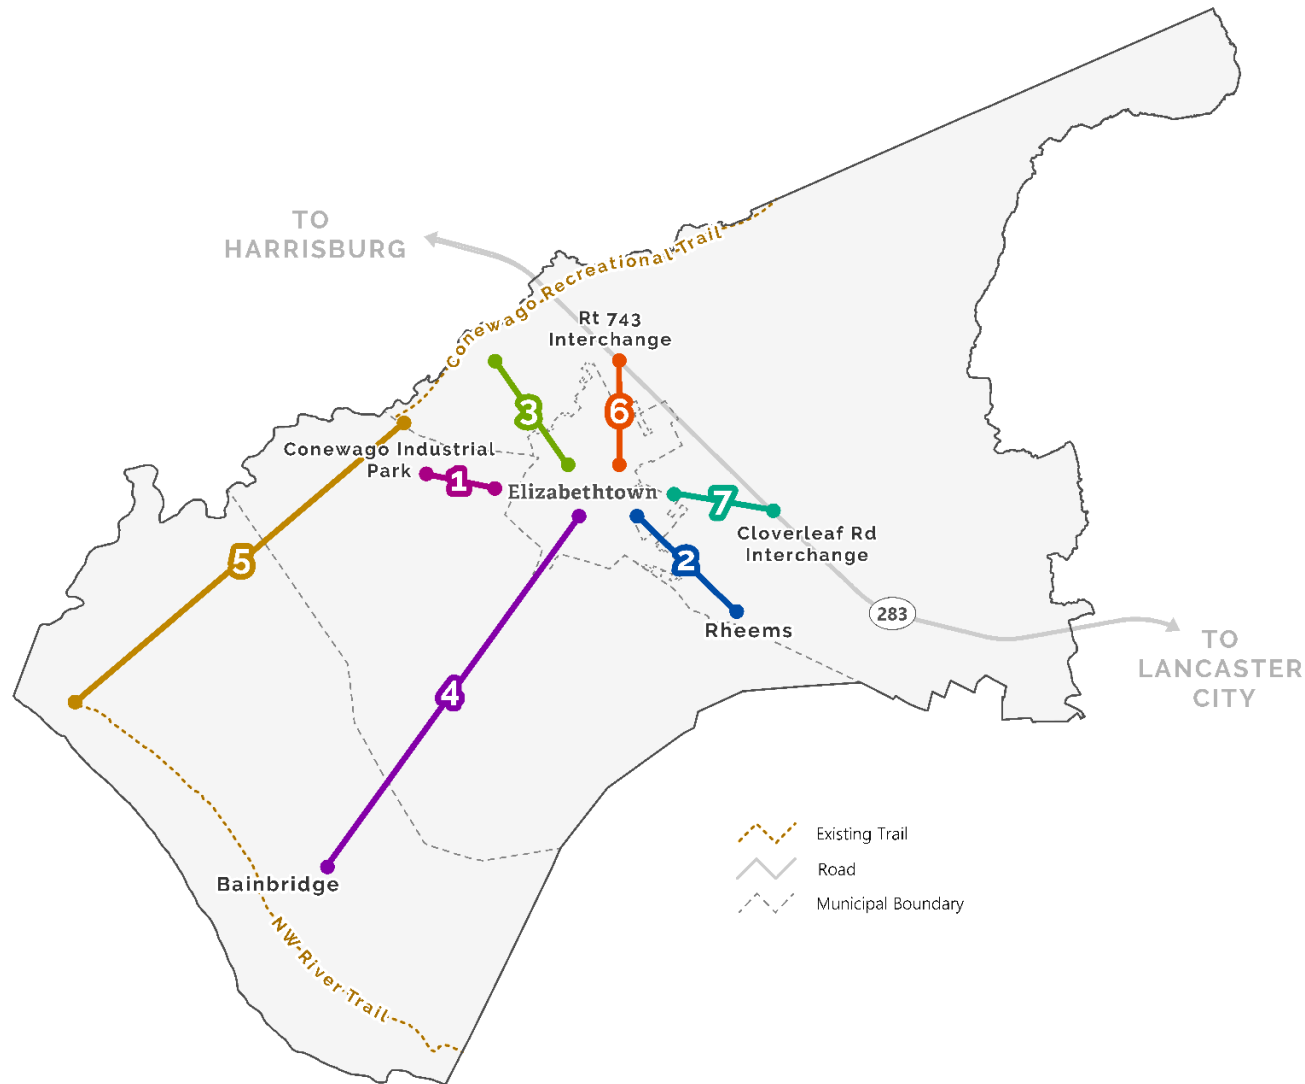 TO
HARRISBURG
Conewago Recreational Trail
Rt 743
Interchange
3
6
Conewago Industrial
Park
1
Elizabethtown
7
Cloverleaf Rd
Interchange
5
2
283
Rheems
TO
LANCASTER
CITY
4
Existing Trail
Road
Bainbridge
Municipal Boundary
NW River Trail